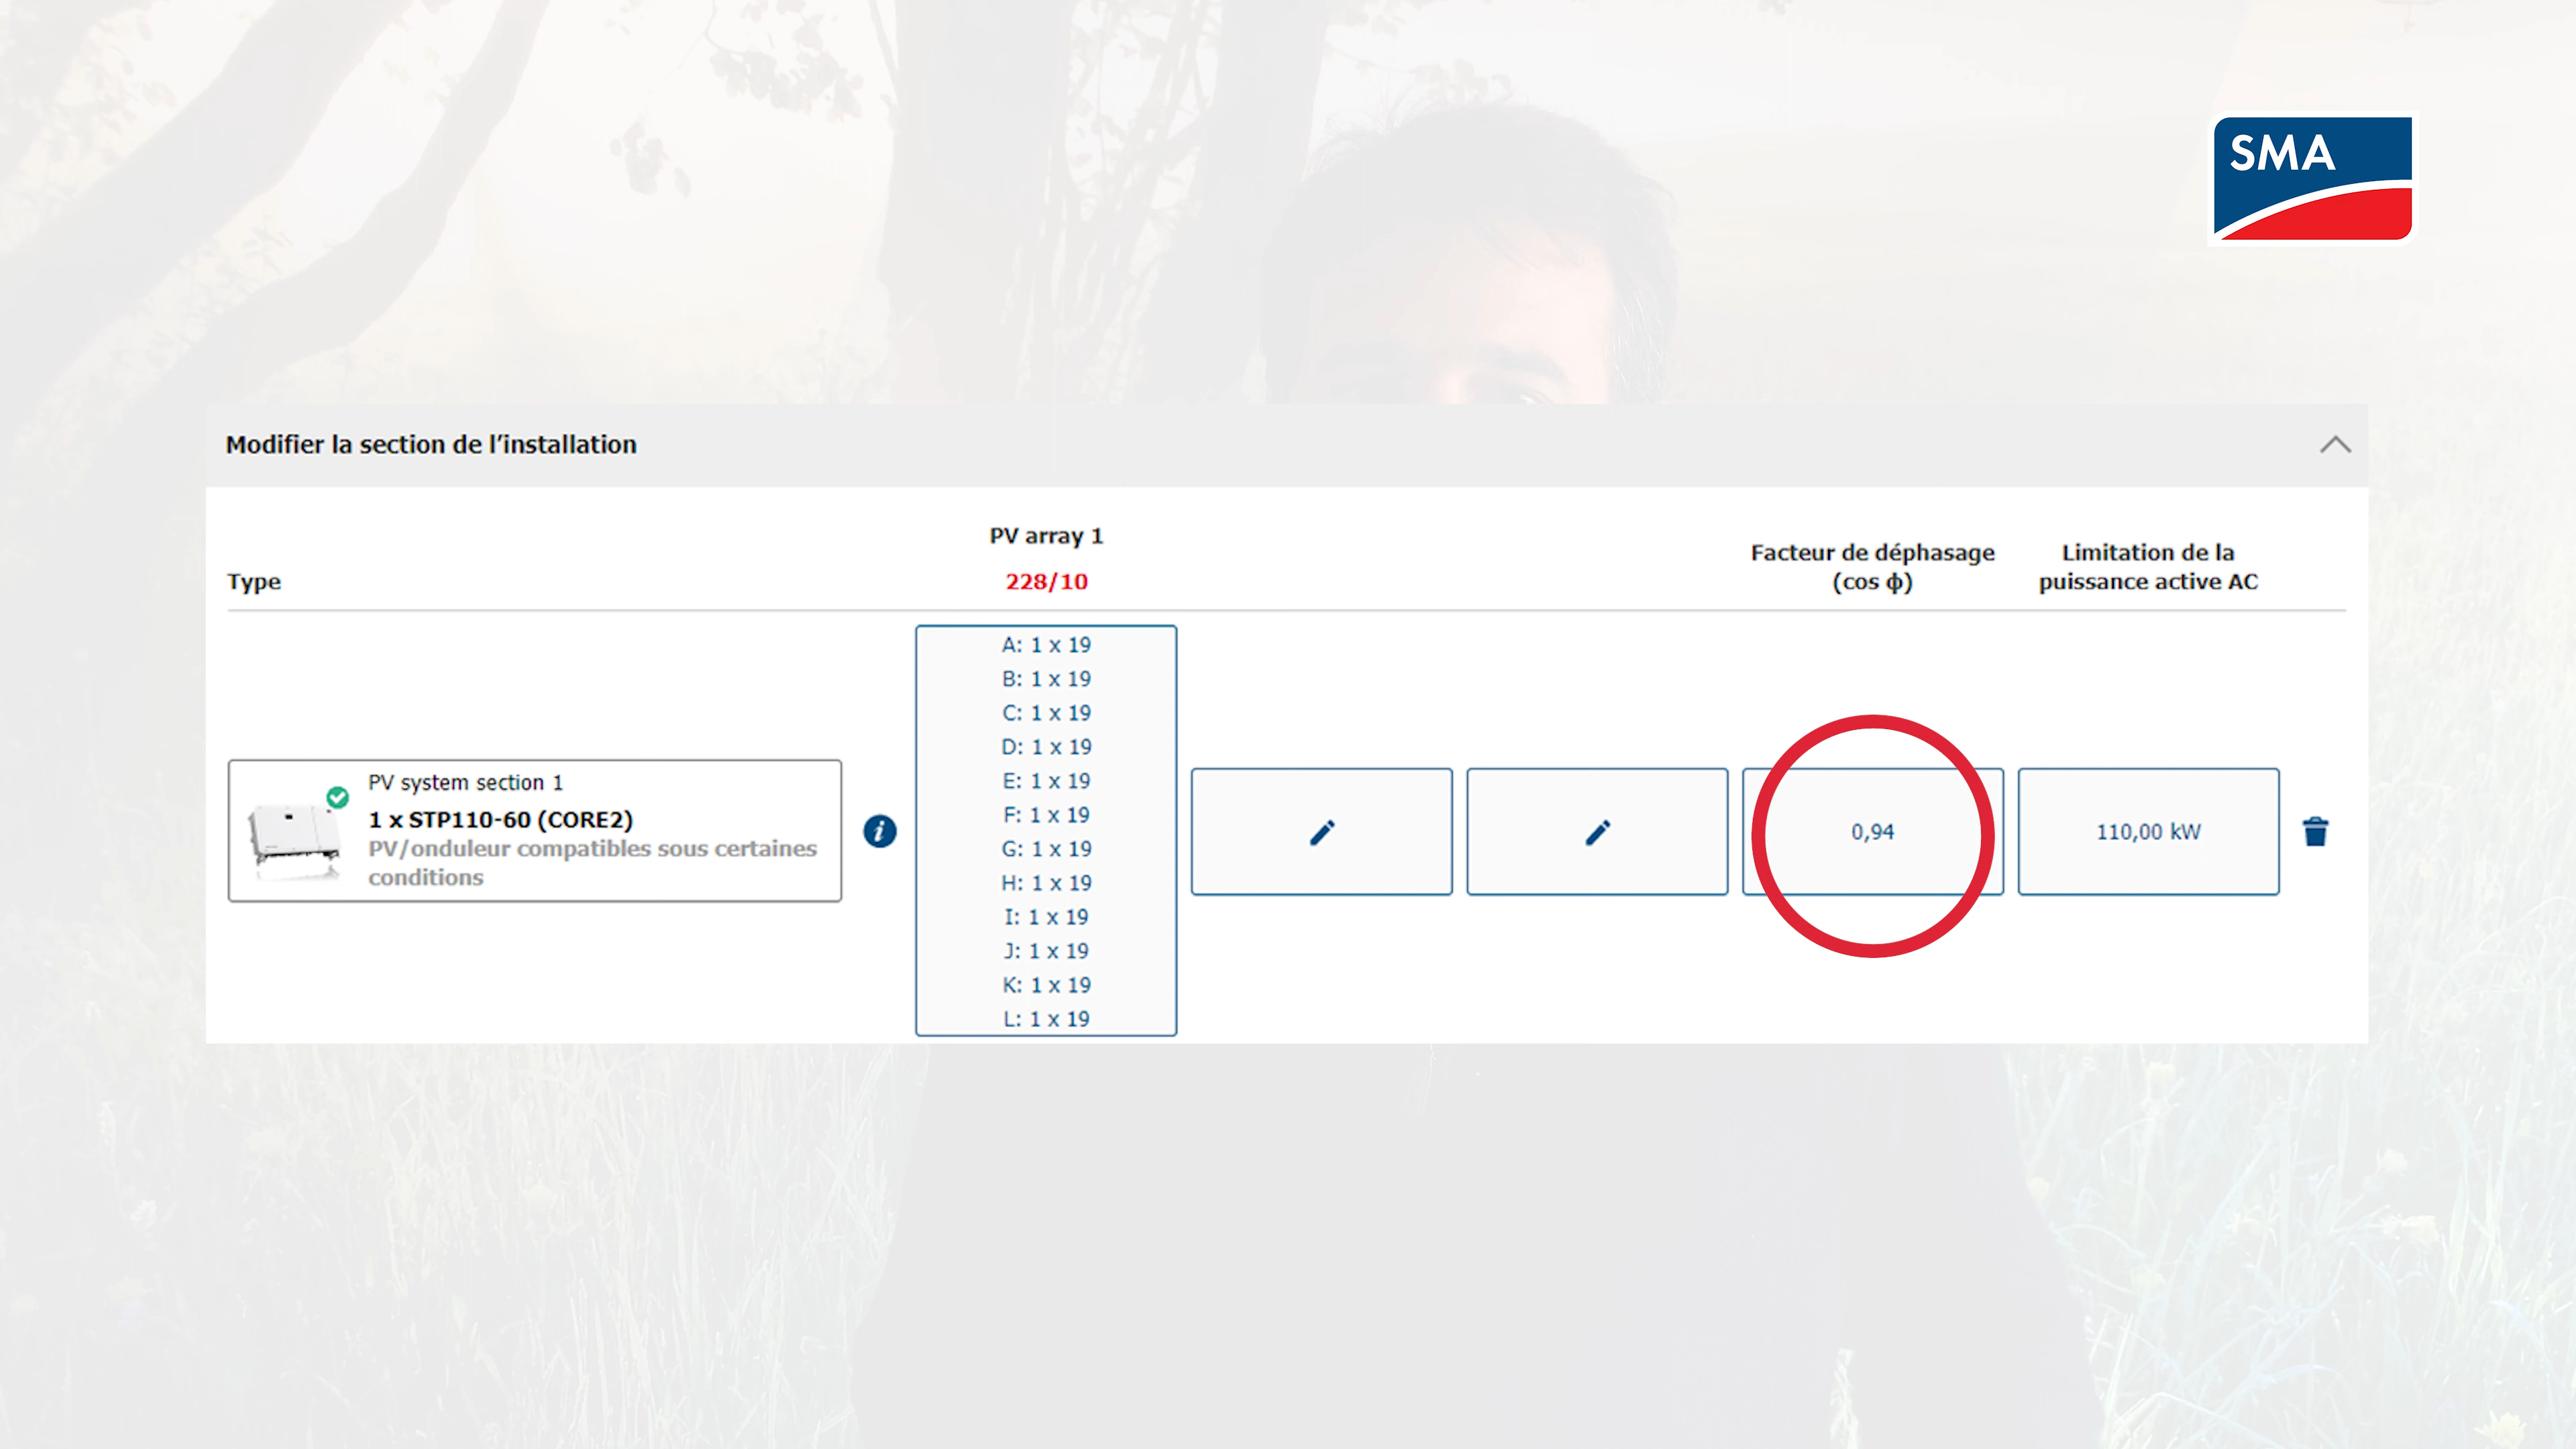 SMA
Modifier la section de l'installation
PV array 1
Type
228/10
Facteur de déphasage
(cos ϕ)
Limitation de la
puissance active AC
PV system section 1
1 x STP110-60 (CORE2)
PV/onduleur compatibles sous certaines
conditions
i
A: 1 x 19
B: 1 x 19
C: 1 x 19
D: 1 x 19
E: 1 x 19
F: 1 x 19
G: 1 x 19
H: 1 x 19
I: 1 x 19
J: 1 x 19
K: 1 x 19
L: 1 x 19
0,94
110,00 kW